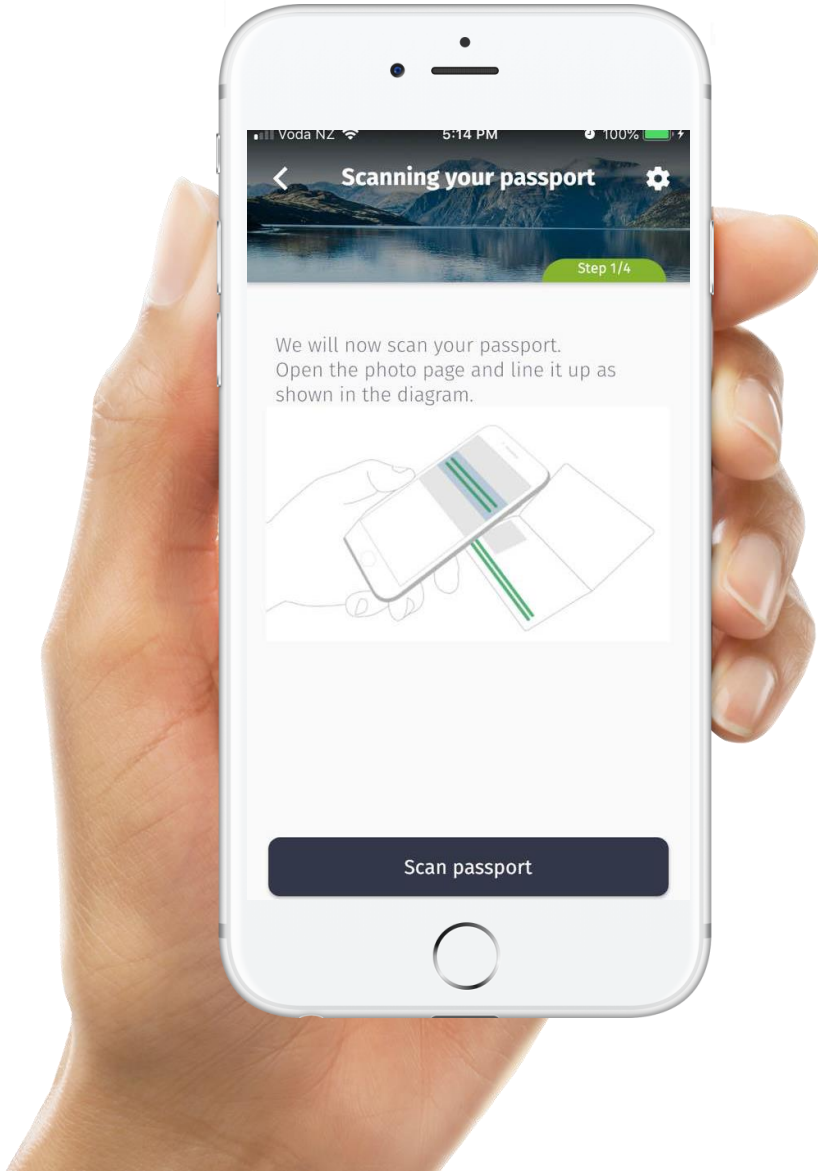 Voda NZ 5:14 PM 100%
Scanning your passport
Step 1/4
We will now scan your passport.
Open the photo page and line it up as
shown in the diagram.
Scan passport